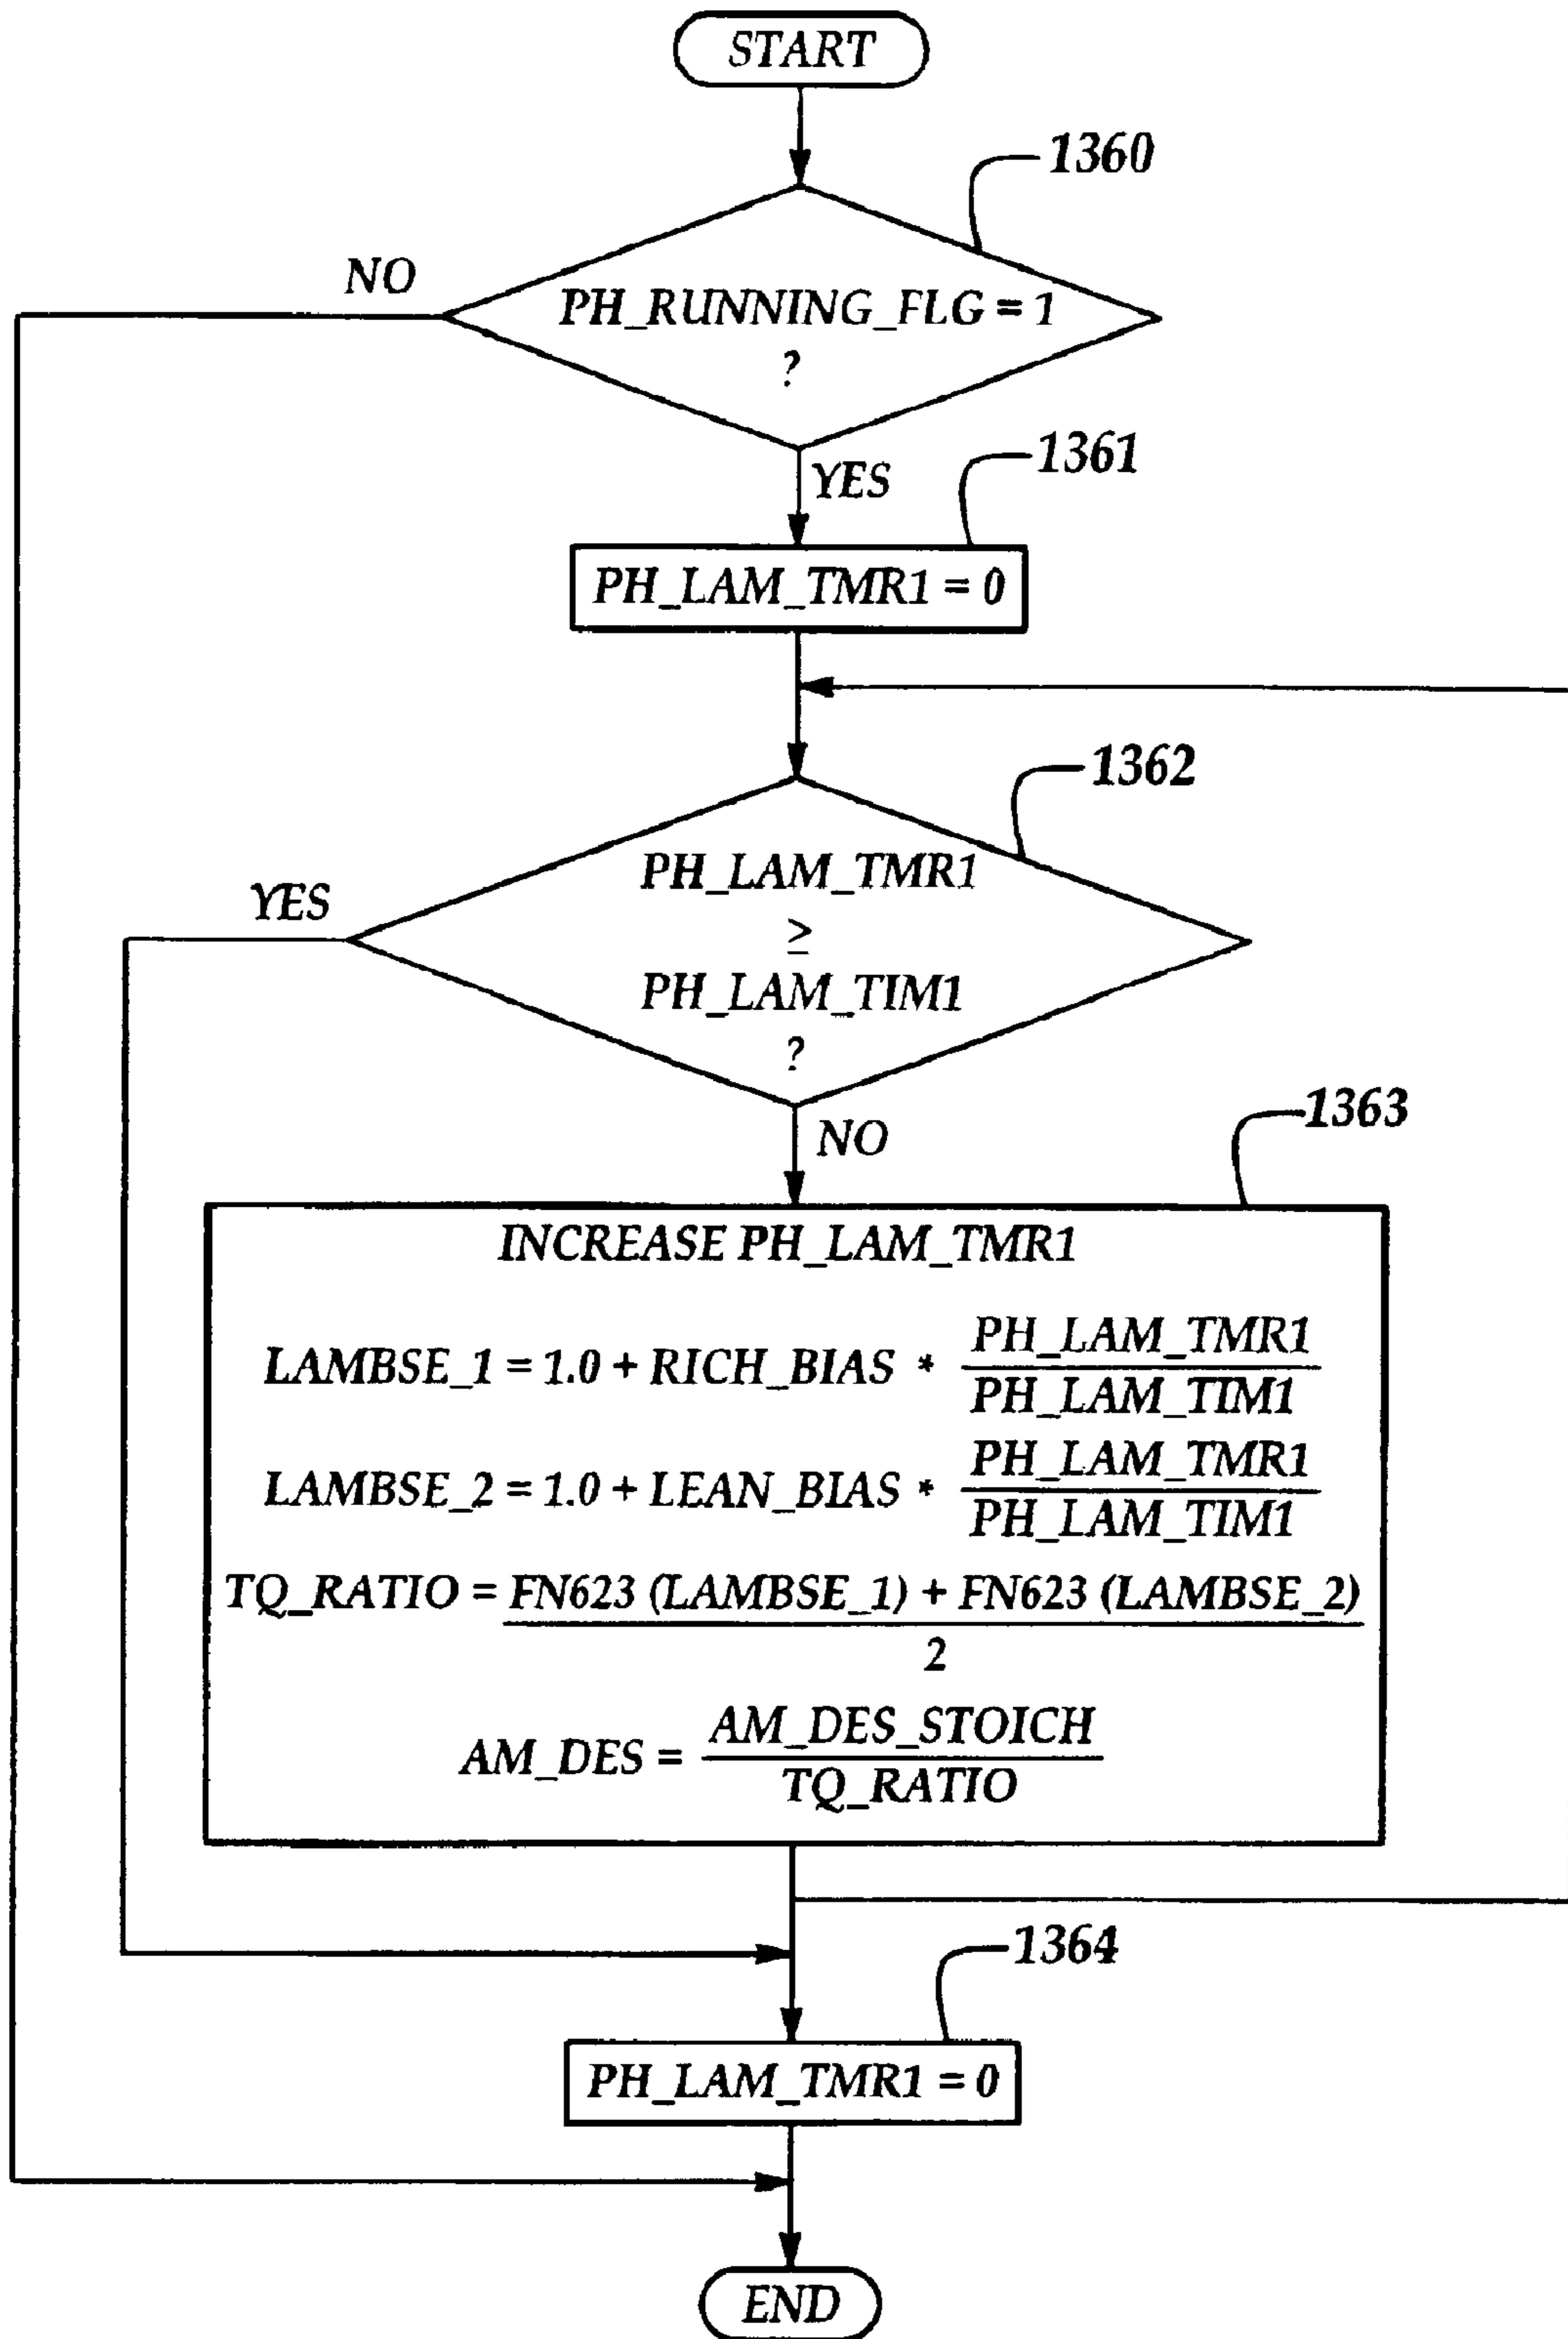 START
1360
NO
PH_RUNNING_FLG = 1
?
1361
YES
PH_LAM_TMR1 = 0
1362
YES
PH_LAM_TMR1
≥
PH_LAM_TIM1
?
1363
NO
INCREASE PH_LAM_TMR1
LAMBSE_1 = 1.0 + RICH_BIAS * PH_LAM_TMR1
PH_LAM_TIM1
LAMBSE_2 = 1.0 + LEAN_BIAS * PH_LAM_TMR1
PH_LAM_TIM1
TQ_RATIO = FN623 (LAMBSE_1) + FN623 (LAMBSE_2)
2
AM_DES = AM_DES_STOICH
TQ_RATIO
1364
PH_LAM_TMR1 = 0
END